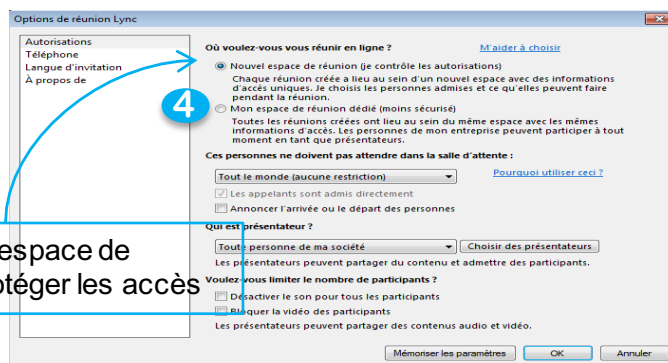 Options de réunion Lync
Autorisations
Téléphone
Langue d'invitation
À propos de
Où voulez-vous vous réunir en ligne ?
M'aider à choisir
Nouvel espace de réunion (je contrôle les autorisations)
Chaque réunion créée a lieu au sein d'un nouvel espace avec des informations
d'accès uniques. Je choisis les personnes admises et ce qu'elles peuvent faire
pendant la réunion.
4
Mon espace de réunion dédié (moins sécurisé)
Toutes les réunions créées ont lieu au sein du même espace avec les mêmes
informations d'accès. Les personnes de mon entreprise peuvent participer à tout
moment en tant que présentateurs.
Ces personnes ne doivent pas attendre dans la salle d'attente :
Tout le monde (aucune restriction)
Pourquoi utiliser ceci ?
Les appelants sont admis directement
Annoncer l'arrivée ou le départ des personnes
Qui est présentateur ?
Toute personne de ma société
Choisir des présentateurs
Les présentateurs peuvent partager du contenu et admettre des participants.
espace de
otéger les accès
Voulez-vous limiter le nombre de participants ?
Désactiver le son pour tous les participants
Bloquer la vidéo des participants
Les présentateurs peuvent partager des contenus audio et vidéo.
Mémoriser les paramètres
OK
Annuler